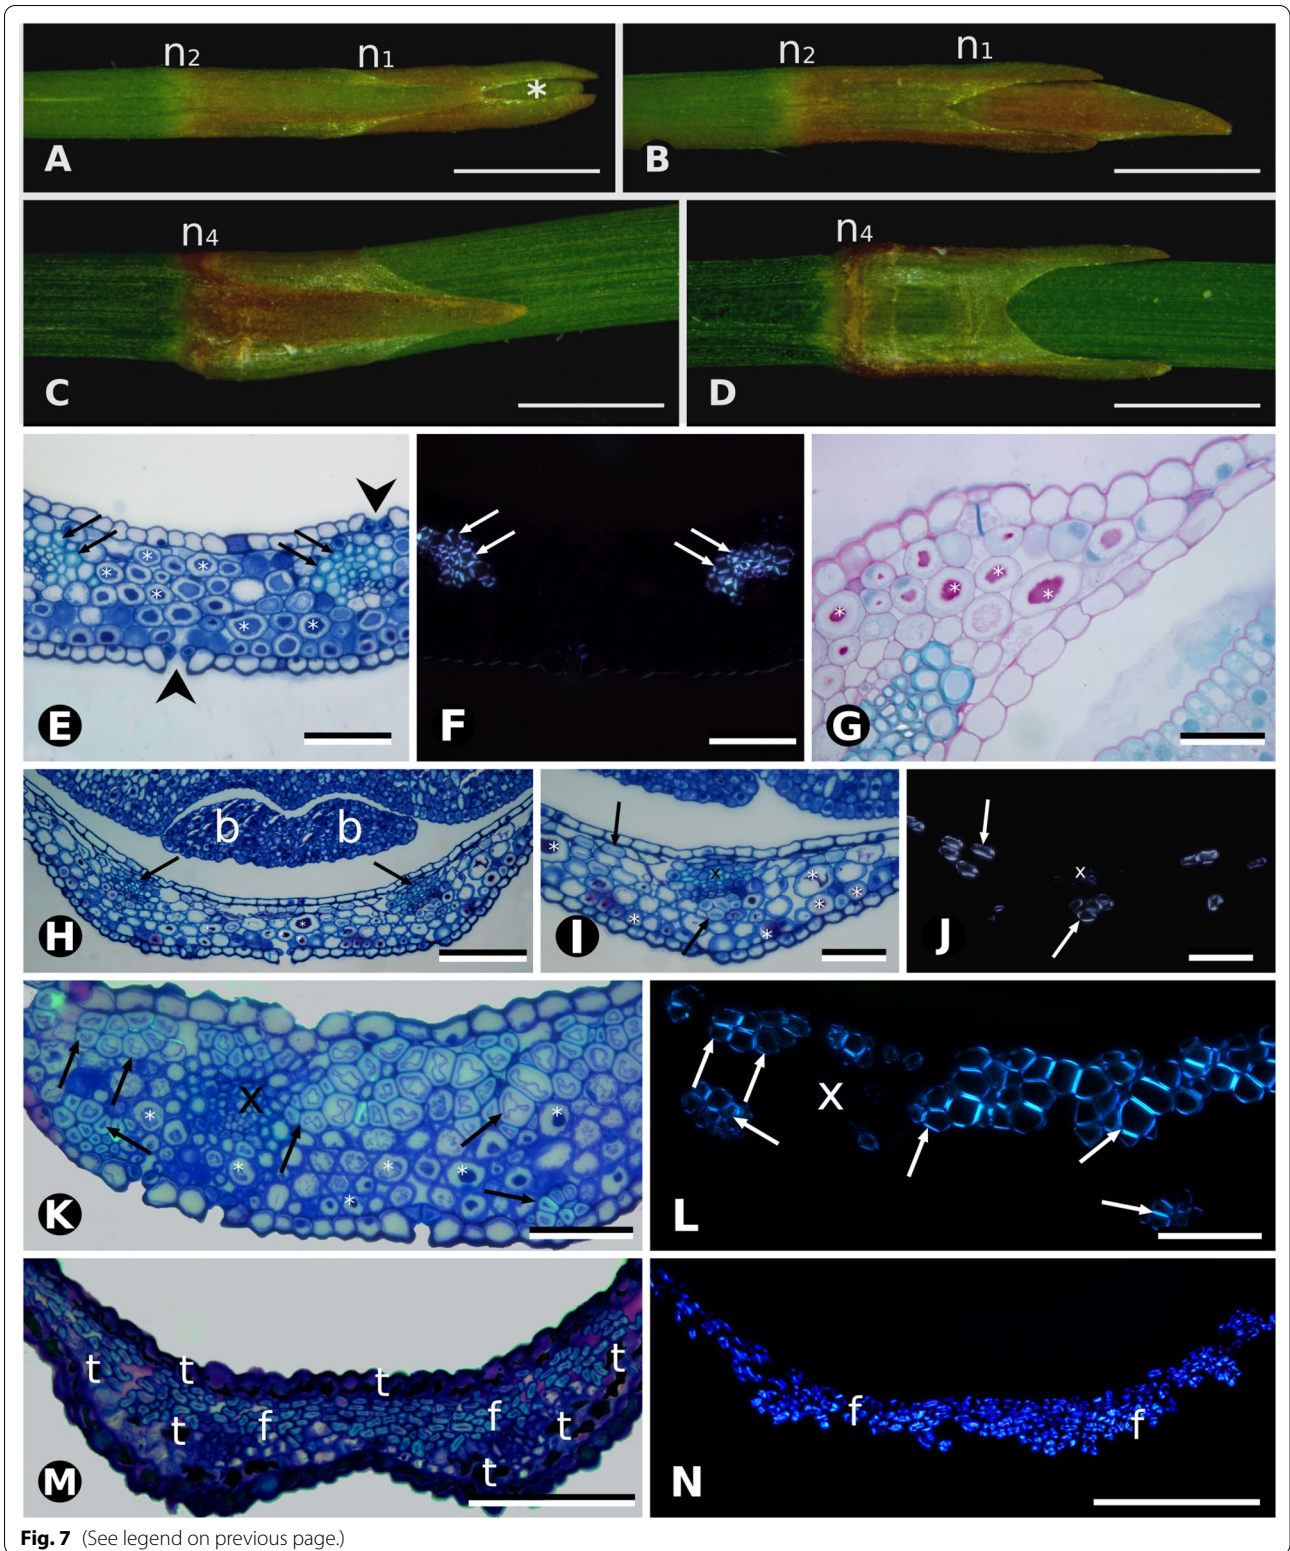 n2 n1
*
A
n2 n1
B
n4
C
n4
D
* * * * * *
E
F
* * * *
G
b b
* *
H
x
* * * * * *
I
x
J
x
* * * * * *
K
x
L
t t t t
t f f t
t
M
f f
N
Fig. 7 (See legend on previous page.)